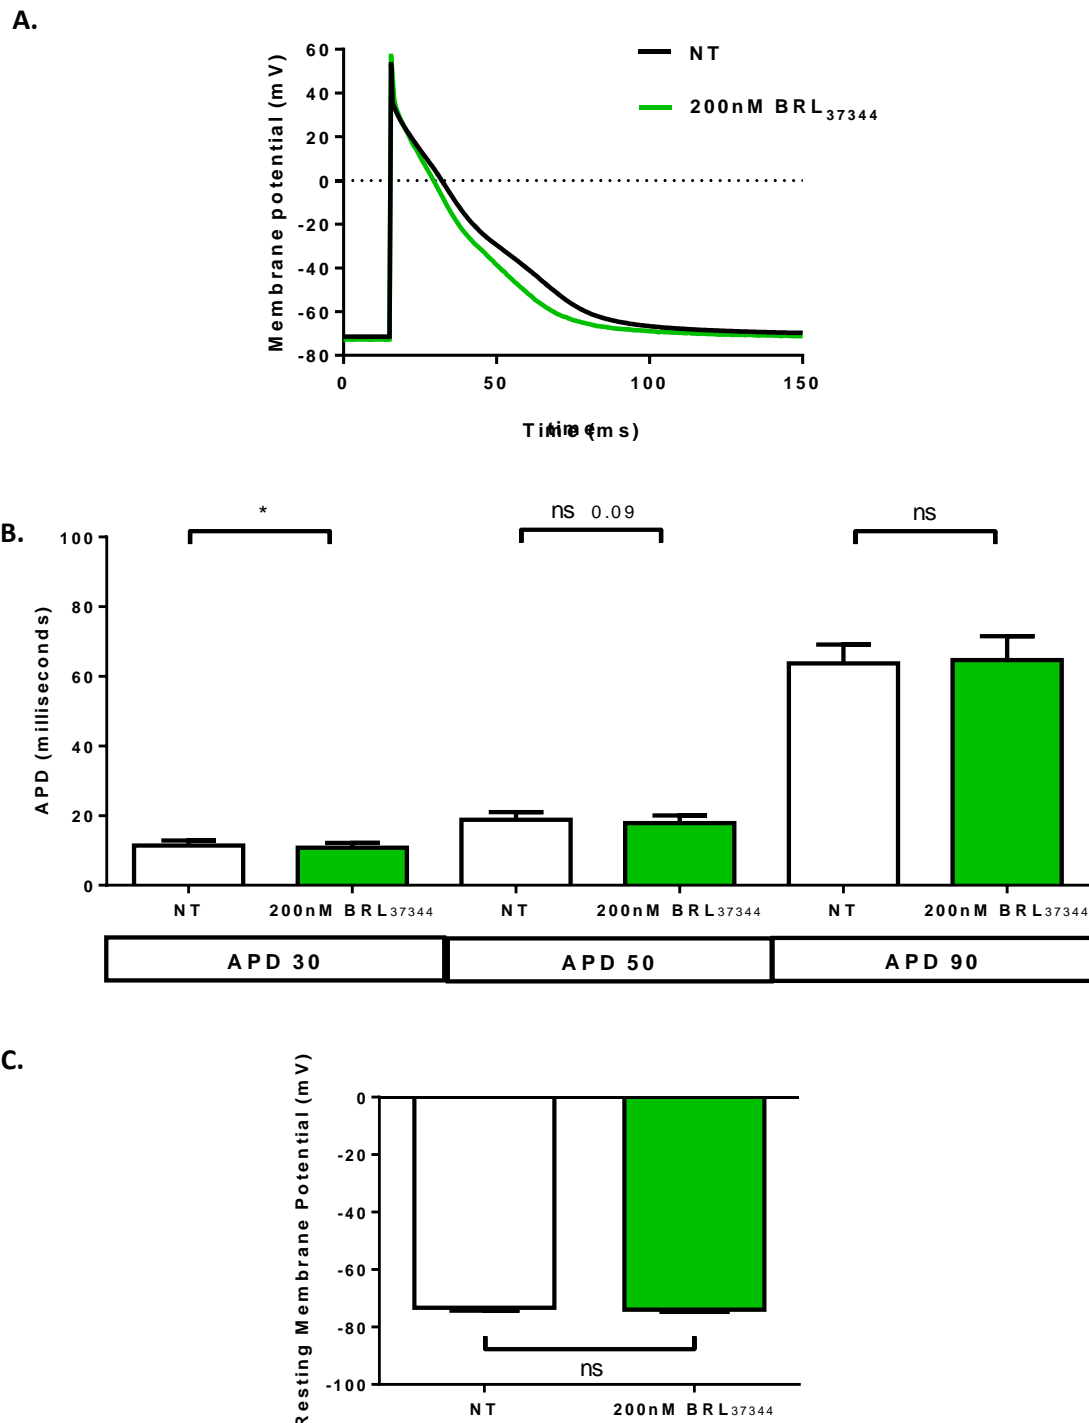 A.
Membrane potential (mV)
60
40
20
0
-20
-40
-60
-80
0 50 100 150
Time (ms)
time
NT
200nM BRL37344
B.
* ns 0.09 ns
APD (milliseconds)
100
80
60
40
20
0
NT 200nM BRL37344 NT 200nM BRL37344 NT 200nM BRL37344
APD 30 APD 50 APD 90
C.
Resting Membrane Potential (mV)
0
-20
-40
-60
-80
-100
ns
NT 200nM BRL37344